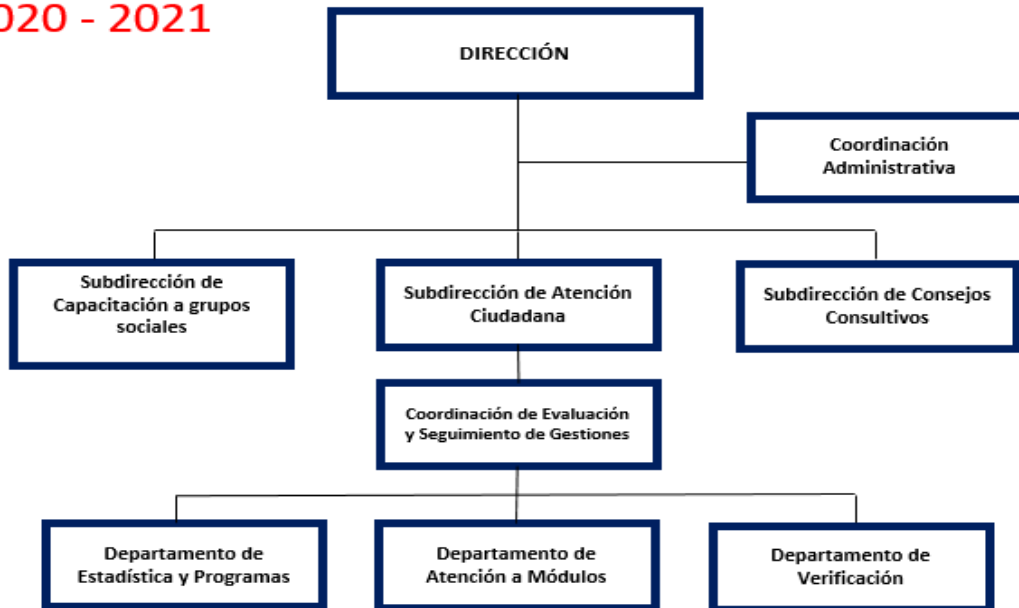 020 - 2021
DIRECCIÓN
Coordinación
Administrativa
Subdirección de
Capacitación a grupos
sociales
Subdirección de Atención
Ciudadana
Subdirección de Consejos
Consultivos
Coordinación de Evaluación
y Seguimiento de Gestiones
Departamento de
Estadística y Programas
Departamento de
Atención a Módulos
Departamento de
Verificación